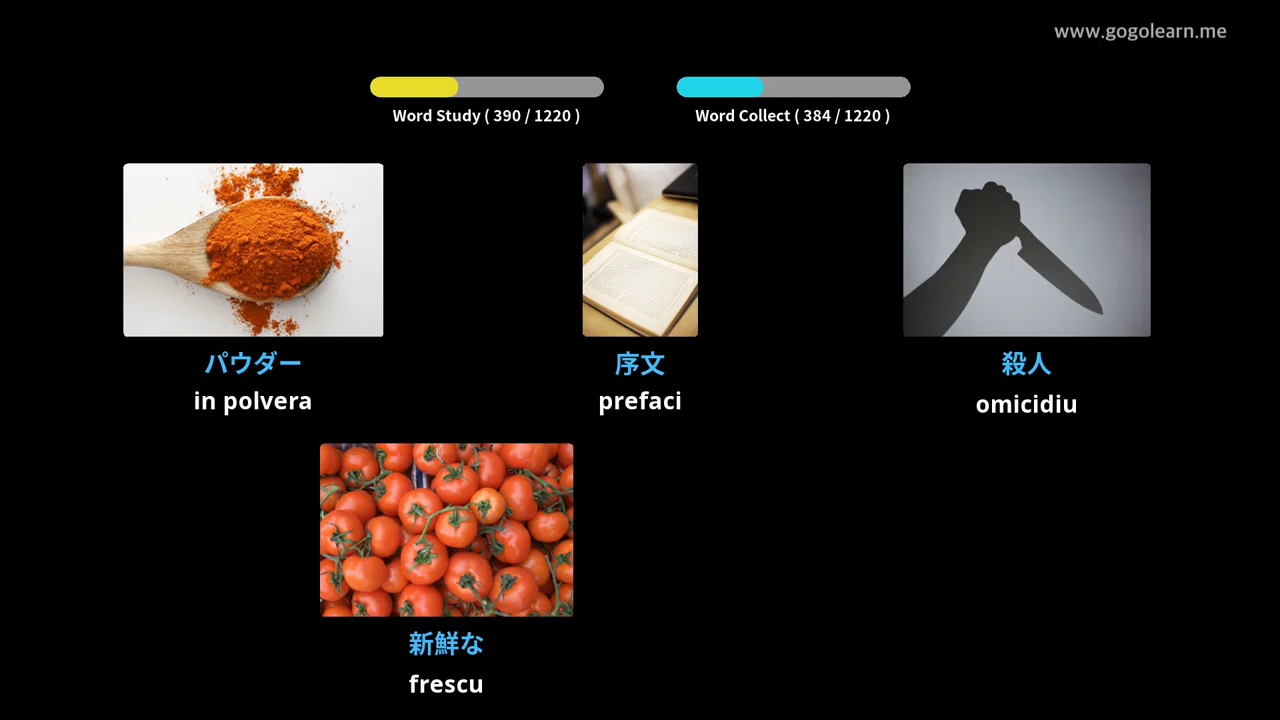 www.gogolearn.me
Word Study ( 390 / 1220 )
Word Collect ( 384 / 1220 )
パウダー
in polvera
序文
prefaci
殺人
omicidiu
新鮮な
frescu